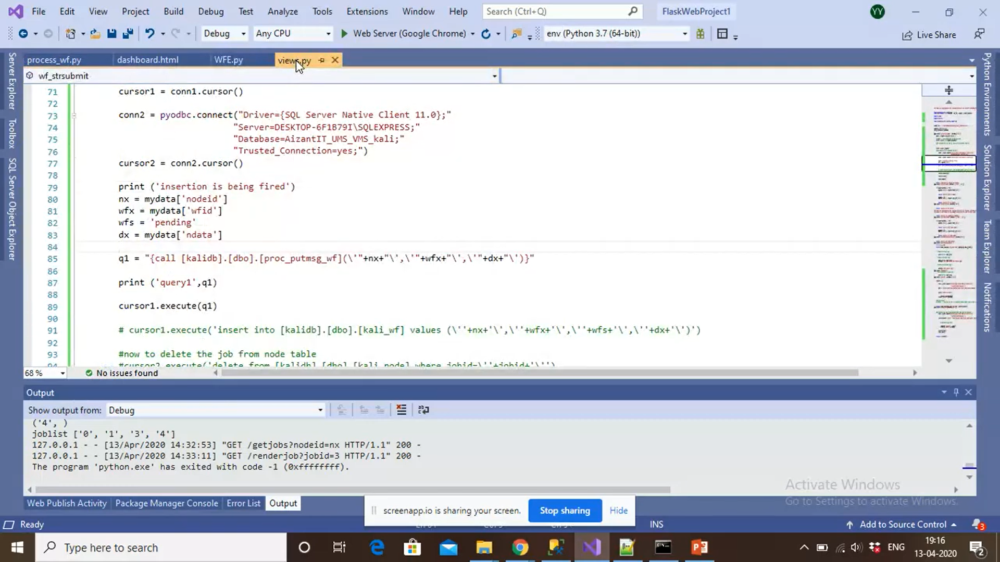 File Edit View Project Build Debug Test Analyze Tools Extensions Window Help Search (Ctrl+Q) FlaskWebProject1 YY
Debug Any CPU Web Server (Google Chrome) env (Python 3.7 (64-bit)) Live Share
process_wf.py dashboard.html WFE.py views.py
wf_strsubmit
71 cursor1 = conn1.cursor()
72
73 conn2 = pyodbc.connect("Driver={SQL Server Native Client 11.0};"
74 "Server=DESKTOP-6F1B79I\SQLEXPRESS;"
75 "Database=AizantIT_UMS_VMS_kali;"
76 "Trusted_Connection=yes;")
77 cursor2 = conn2.cursor()
78
79 print ('insertion is being fired')
80 nx = mydata['nodeid']
81 wfx = mydata['wfid']
82 wfs = 'pending'
83 dx = mydata['ndata']
84
85 q1 = "{call [kalidb].[dbo].[proc_putmsg_wf](\'"+nx+"\',\'"+wfx+"\',\'"+dx+"\')}"
86
87 print ('query1',q1)
88
89 cursor1.execute(q1)
90
91 # cursor1.execute('insert into [kalidb].[dbo].[kali_wf] values (\''+nx+'\',\''+wfx+'\',\''+wfs+'\',\''+dx+'\')')
92
93 #now to delete the job from node table
94 #cursor2.execute('delete from [kalidb].[dbo].[kali_node] where jobid=\''+jobid+'\'')
68 % No issues found
Server Explorer
Toolbox
SQL Server Object Explorer
Python Environments
Solution Explorer
Team Explorer
Notifications
Output
Show output from: Debug
('4', )
joblist ['0', '1', '3', '4']
127.0.0.1 - - [13/Apr/2020 14:32:53] "GET /getjobs?nodeid=nx HTTP/1.1" 200 -
127.0.0.1 - - [13/Apr/2020 14:33:11] "GET /renderjob?jobid=3 HTTP/1.1" 200 -
The program 'python.exe' has exited with code -1 (0xffffffff).
Activate Windows
Go to Settings to activate Windows.
Web Publish Activity Package Manager Console Error List Output
screenapp.io is sharing your screen. Stop sharing Hide
Ready INS Add to Source Control 3
Type here to search ENG 19:16
13-04-2020 2